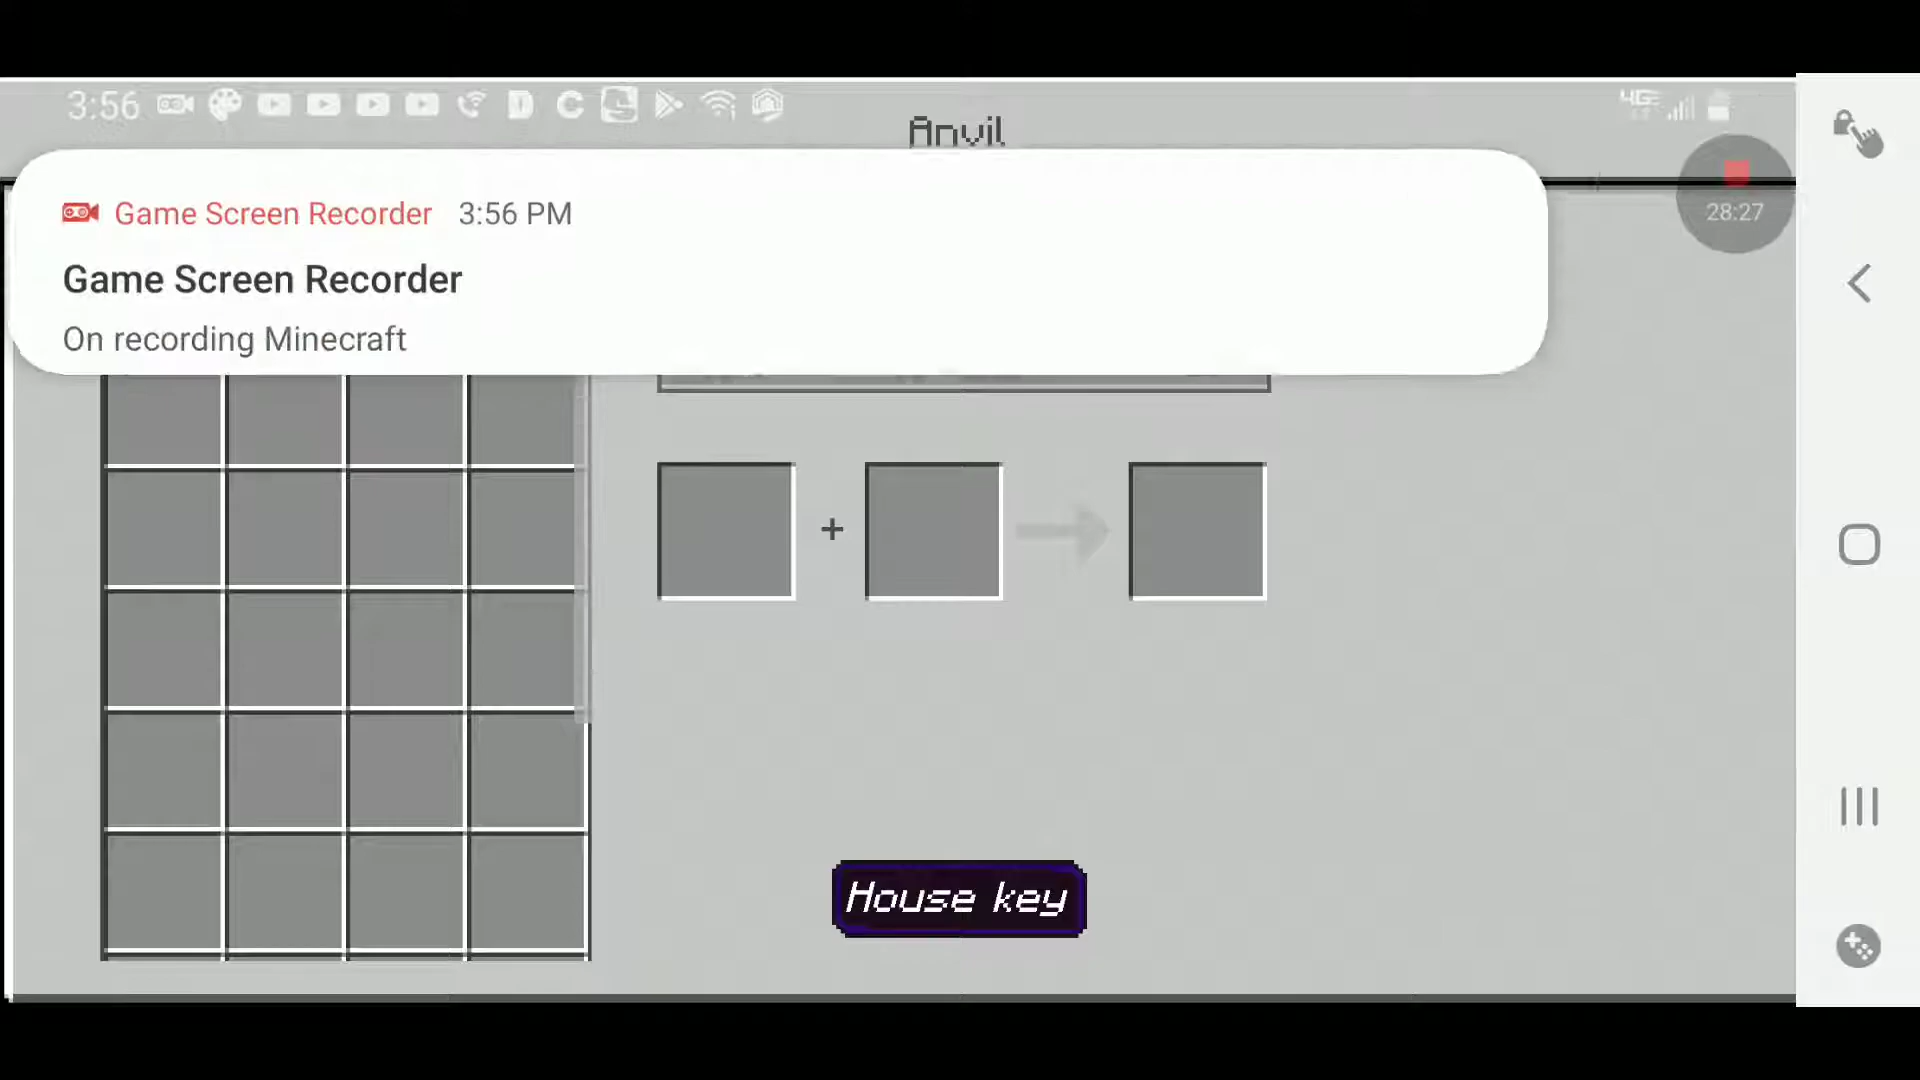 3:56
4G
Anvil
Game Screen Recorder 3:56 PM
Game Screen Recorder
On recording Minecraft
28:27
+
House key